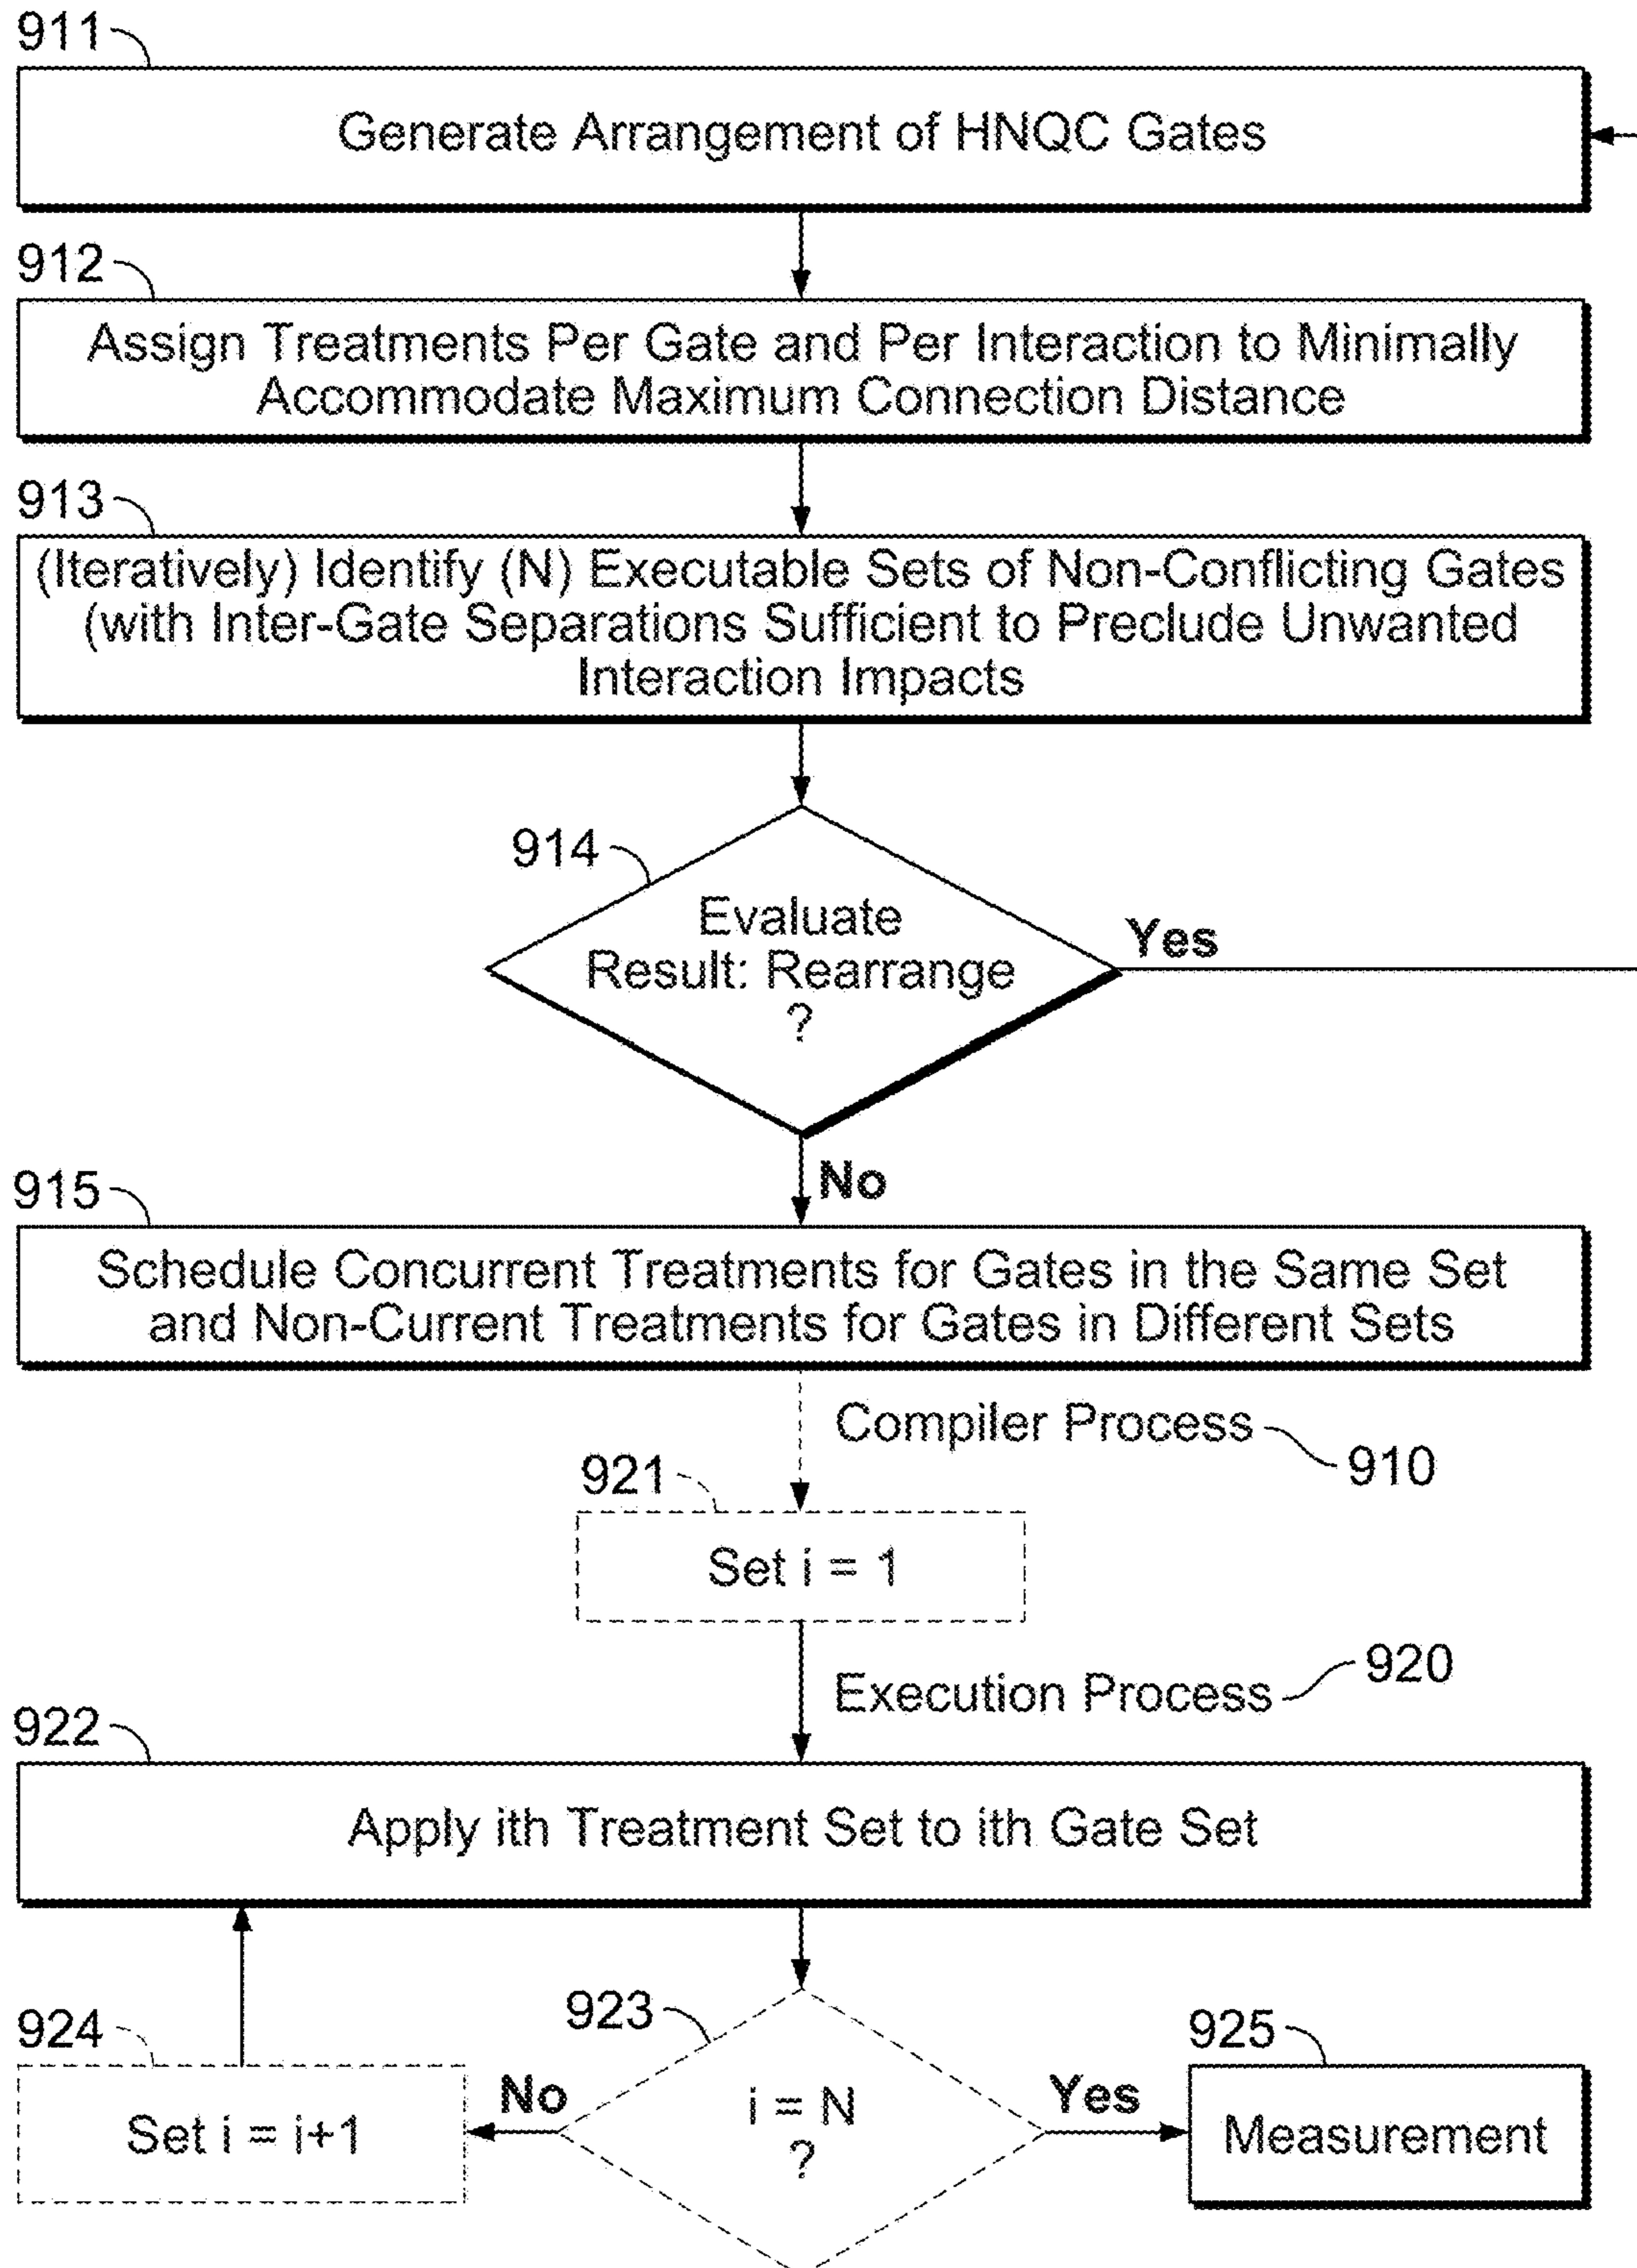 911
Generate Arrangement of HNQC Gates
912
Assign Treatments Per Gate and Per Interaction to Minimally
Accommodate Maximum Connection Distance
913
(Iteratively) Identify (N) Executable Sets of Non-Conflicting Gates
(with Inter-Gate Separations Sufficient to Preclude Unwanted
Interaction Impacts
914
Evaluate
Result: Rearrange
?
Yes
No
915
Schedule Concurrent Treatments for Gates in the Same Set
and Non-Current Treatments for Gates in Different Sets
Compiler Process
910
921
Set i = 1
920
Execution Process
922
Apply ith Treatment Set to ith Gate Set
923
924
925
No
i = N
?
Yes
Set i = i+1
Measurement